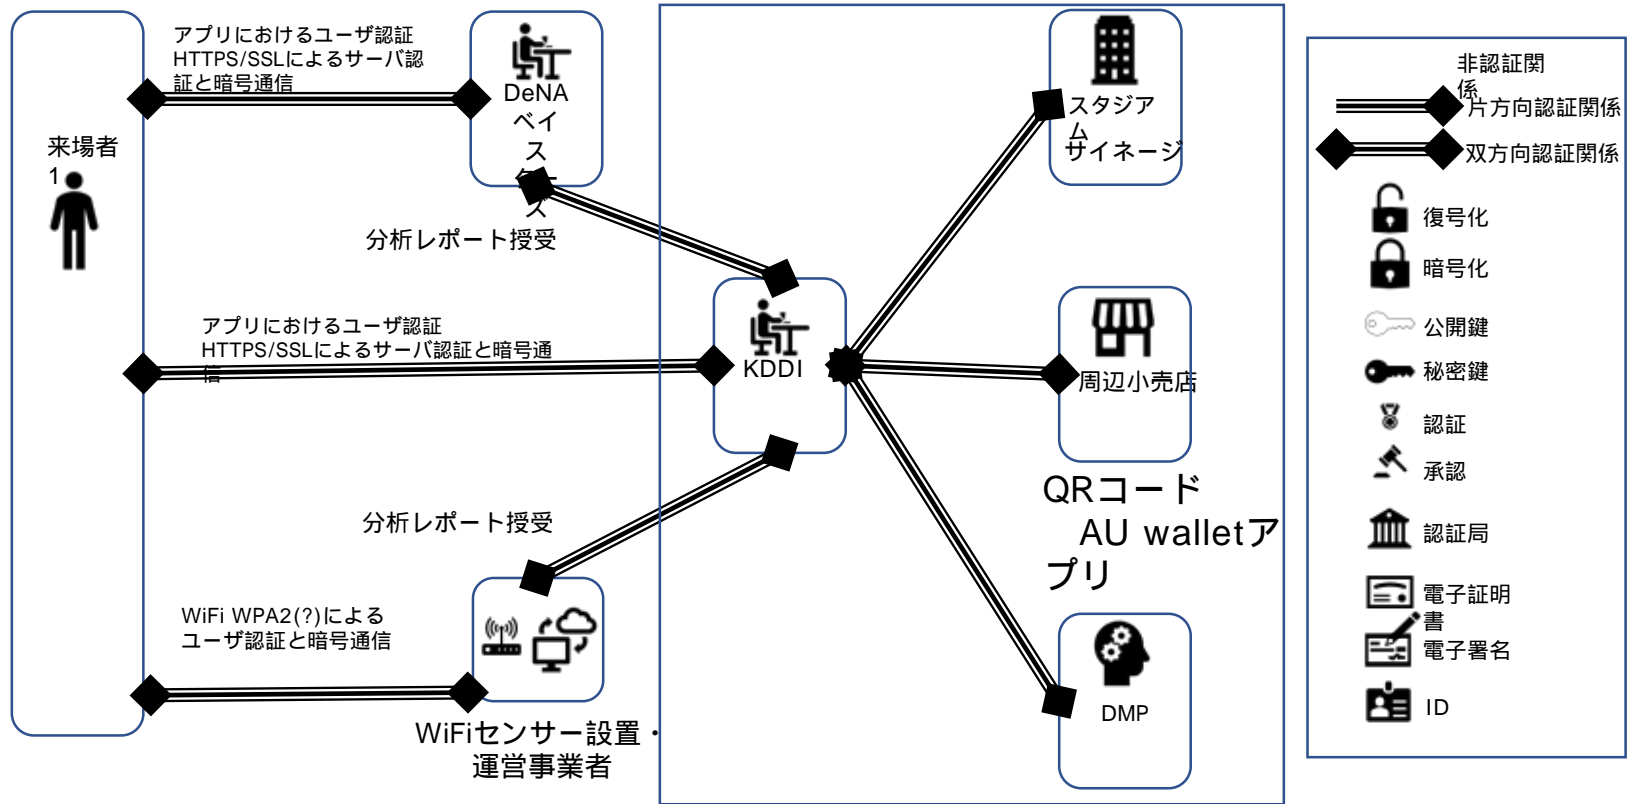 アプリにおけるユーザ認証
HTTPS/SSLによるサーバ認
証と暗号通信
来場者
1
DeNA
ベイ
ス
ター
ズ
分析レポート授受
アプリにおけるユーザ認証
HTTPS/SSLによるサーバ認証と暗号通
信
KDDI
分析レポート授受
WiFi WPA2(?)による
ユーザ認証と暗号通信
WiFiセンサー設置・
運営事業者
スタジア
ム
サイネージ
周辺小売店
QRコード
AU walletア
プリ
DMP
非認証関
係
片方向認証関係
双方向認証関係
復号化
暗号化
公開鍵
秘密鍵
認証
承認
認証局
電子証明
書
電子署名
ID